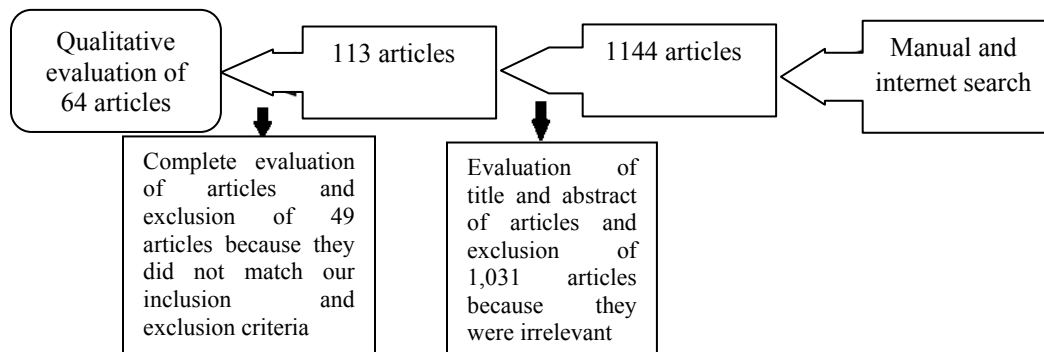 Qualitative
evaluation of
64 articles
113 articles
1144 articles
Manual and
internet search
Complete evaluation
of articles and
exclusion of 49
articles because they
did not match our
inclusion and
exclusion criteria
Evaluation of
title and abstract
of articles and
exclusion of
1,031 articles
because they
were irrelevant